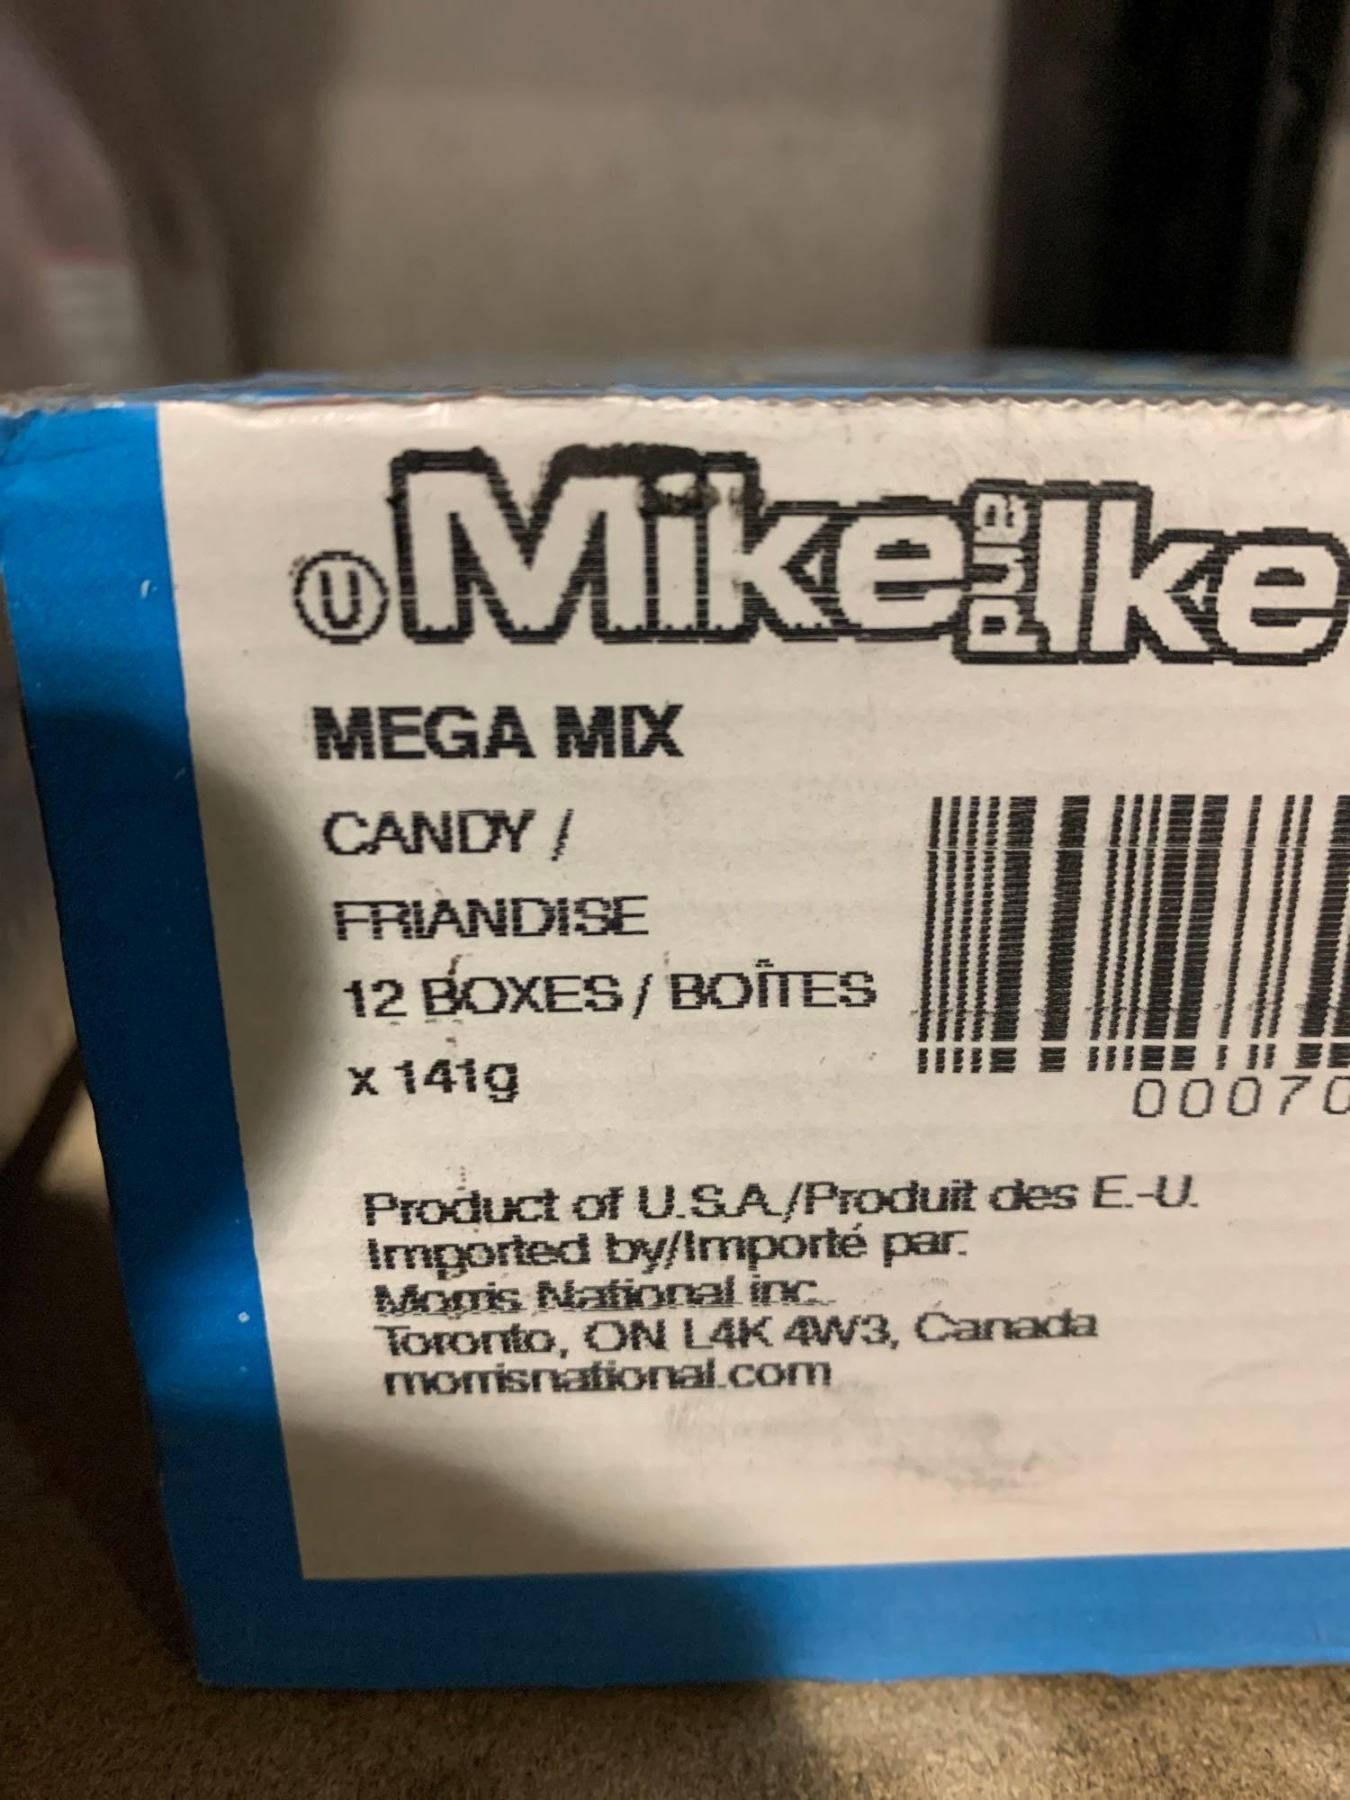 Ⓤ Mike and Ike
MEGA MIX
CANDY /
FRIANDISE
12 BOXES / BOÎTES
x 141g
00070
Product of U.S.A./Produit des E.-U.
Imported by/Importé par:
Morris National inc.
Toronto, ON L4K 4W3, Canada
morrisnational.com